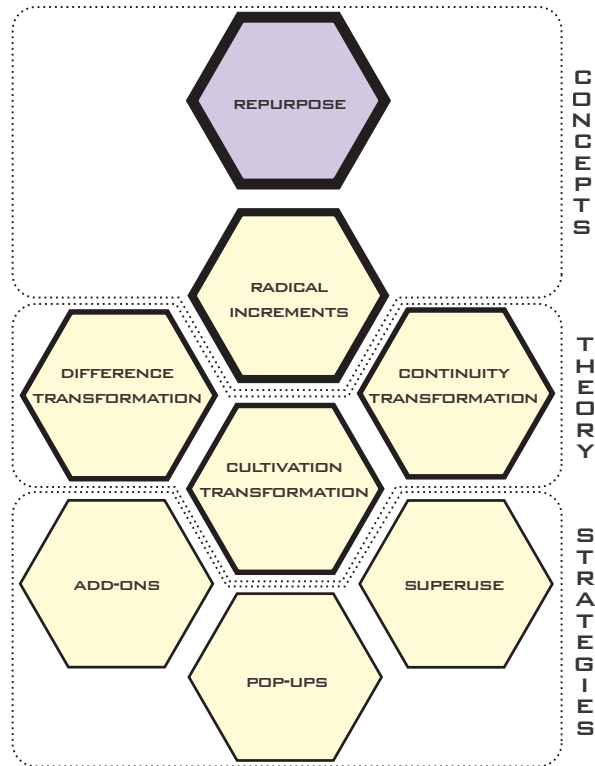 REPURPOSE
RADICAL
INCREMENTS
CONCEPTS
DIFFERENCE
TRANSFORMATION
CONTINUITY
TRANSFORMATION
CULTIVATION
TRANSFORMATION
THEORY
ADD-ONS
SUPERUSE
POP-UPS
STRATEGIES